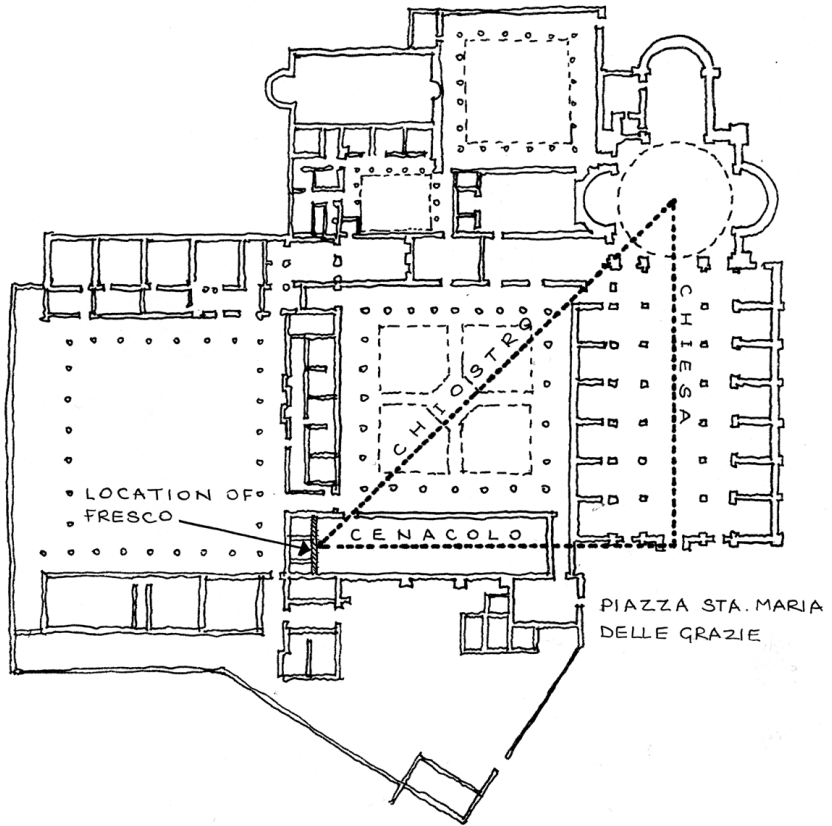 CHIESA
CHIOSTRO
LOCATION OF
FRESCO
CENACOLO
PIAZZA STA. MARIA
DELLE GRAZIE